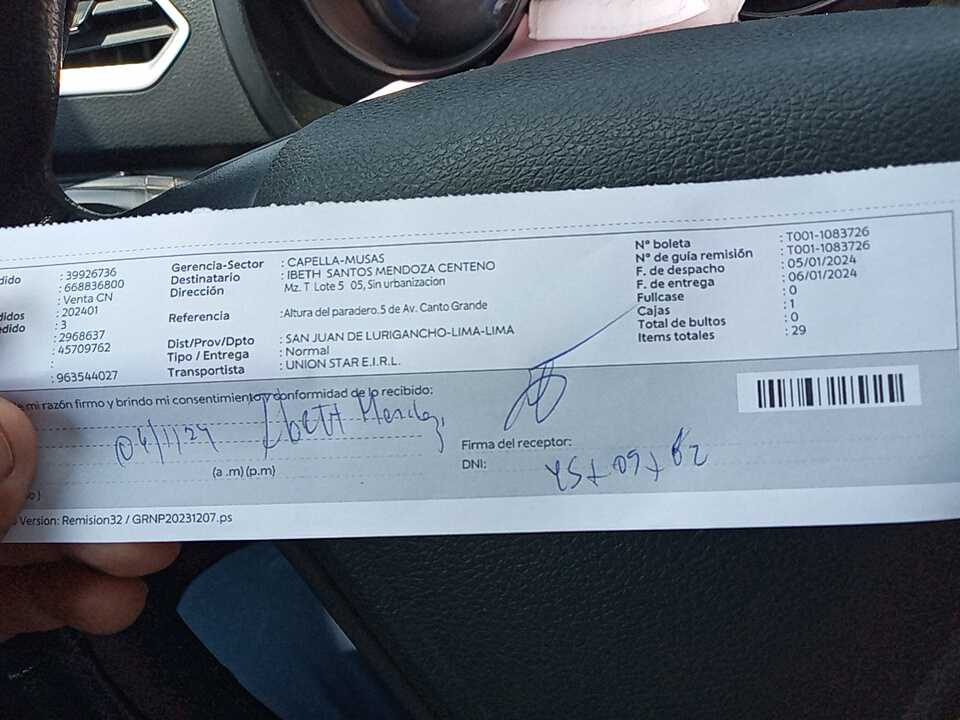 dido : 39926736
: 668836800
: Venta CN
didos : 202401
edido : 3
: 2968637
: 45709762
:
: 963544027
Gerencia-Sector : CAPELLA-MUSAS
Destinatario : IBETH SANTOS MENDOZA CENTENO
Dirección Mz. T Lote 5 05, Sin urbanizacion
Referencia :Altura del paradero.5 de Av. Canto Grande
Dist/Prov/Dpto : SAN JUAN DE LURIGANCHO-LIMA-LIMA
Tipo / Entrega : Normal
Transportista : UNION STAR E.I.R.L.
N° boleta : T001-1083726
N° de guía remisión : T001-1083726
F. de despacho : 05/01/2024
F. de entrega : 06/01/2024
Fullcase : 0
Cajas : 1
Total de bultos : 0
Items totales : 29
mi razón firmo y brindo mi consentimiento y conformidad de lo recibido:
(a .m) (p.m)
Firma del receptor:
DNI:
Version: Remision32 / GRNP20231207.ps